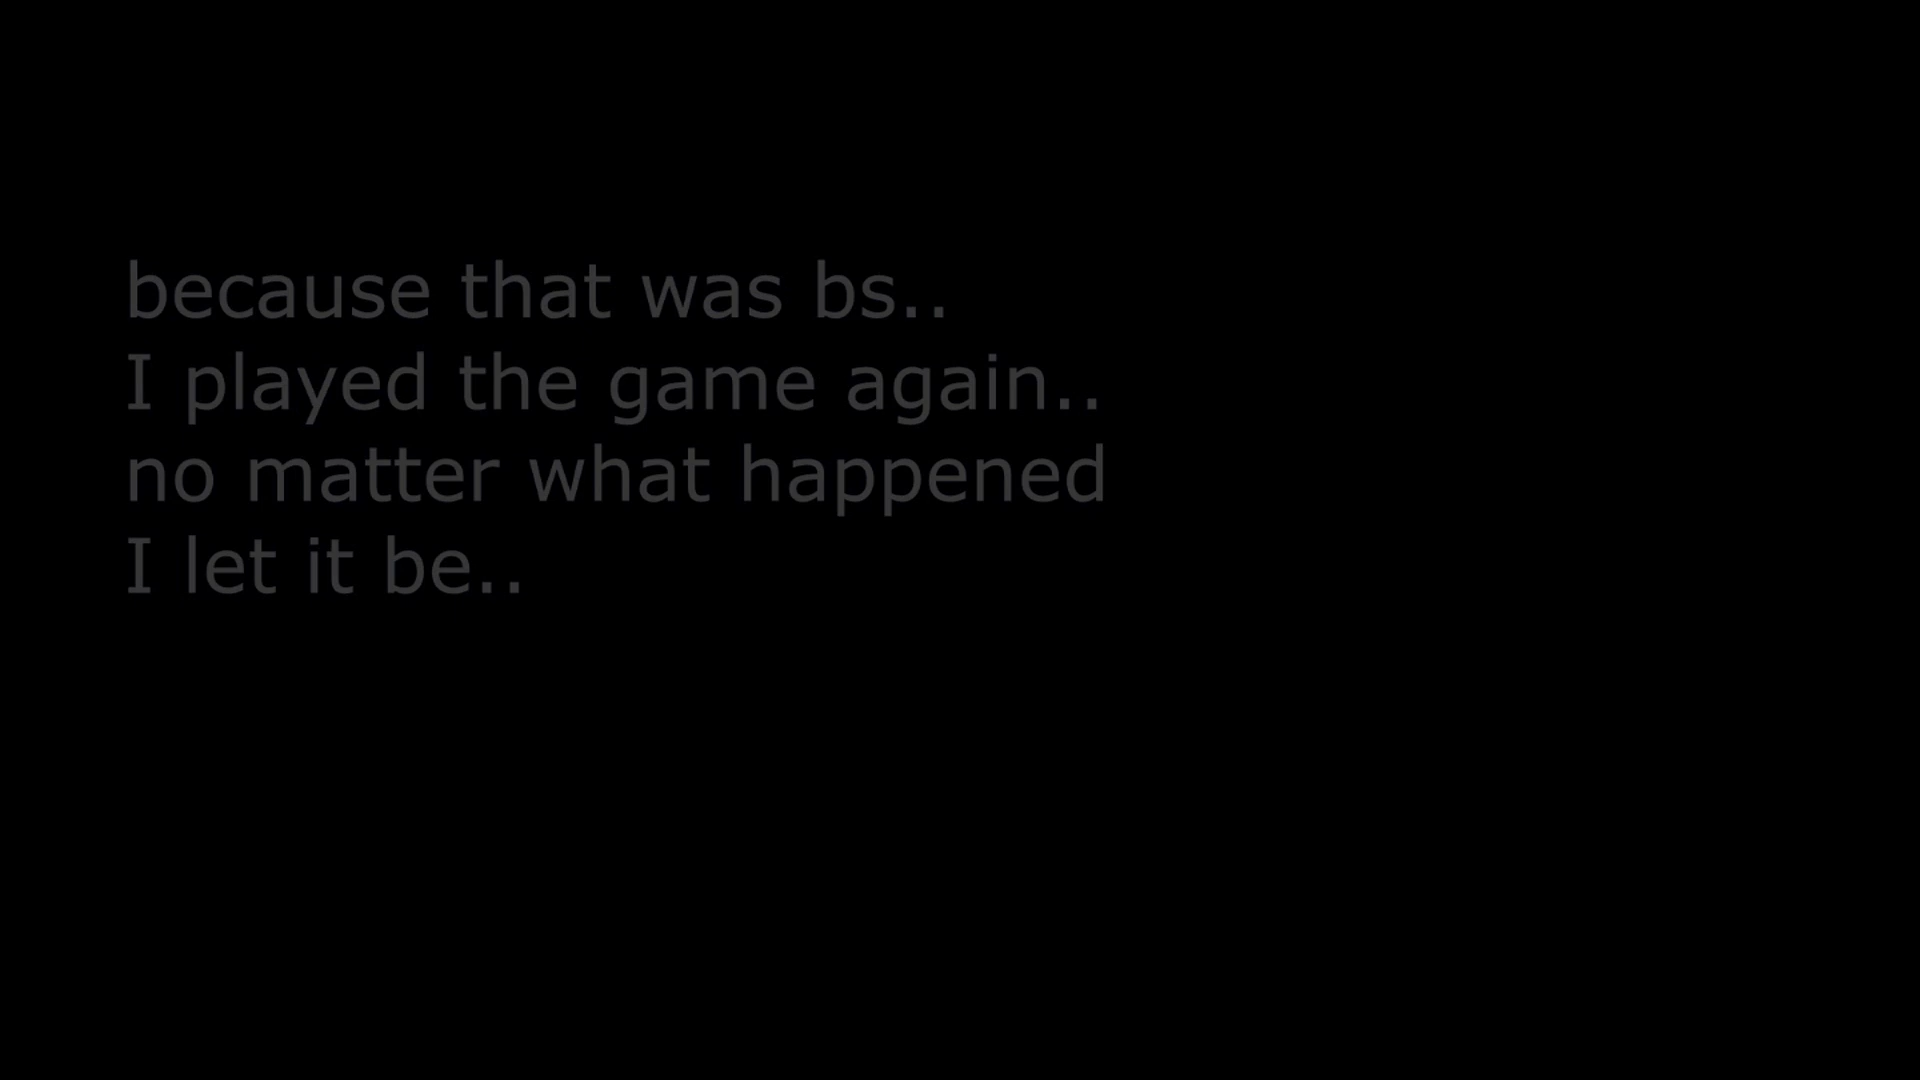 because that was bs..
I played the game again..
no matter what happened
I let it be..